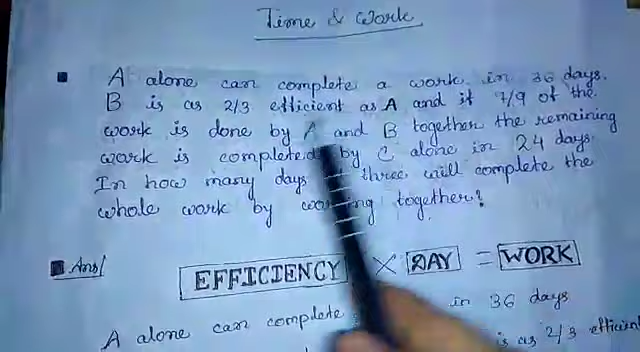 Time & Work
A alone can complete a work in 36 days.
B is as 2/3 efficient as A and if 7/9 of the
work is done by A and B together the remaining
work is completed by C alone in 24 days.
In how many days three will complete the
whole work by working together?
Ans/
EFFICIENCY × DAY = WORK
A alone can complete in 36 days
is as 2/3 efficient